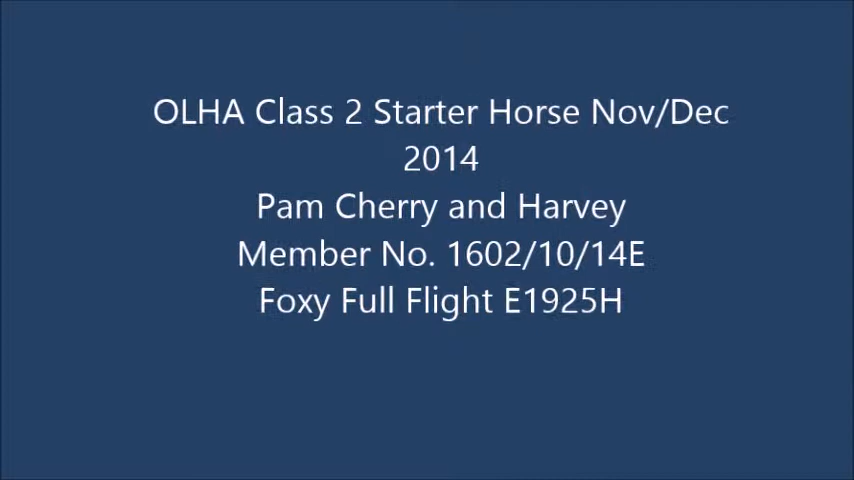 OLHA Class 2 Starter Horse Nov/Dec
2014
Pam Cherry and Harvey
Member No. 1602/10/14E
Foxy Full Flight E1925H